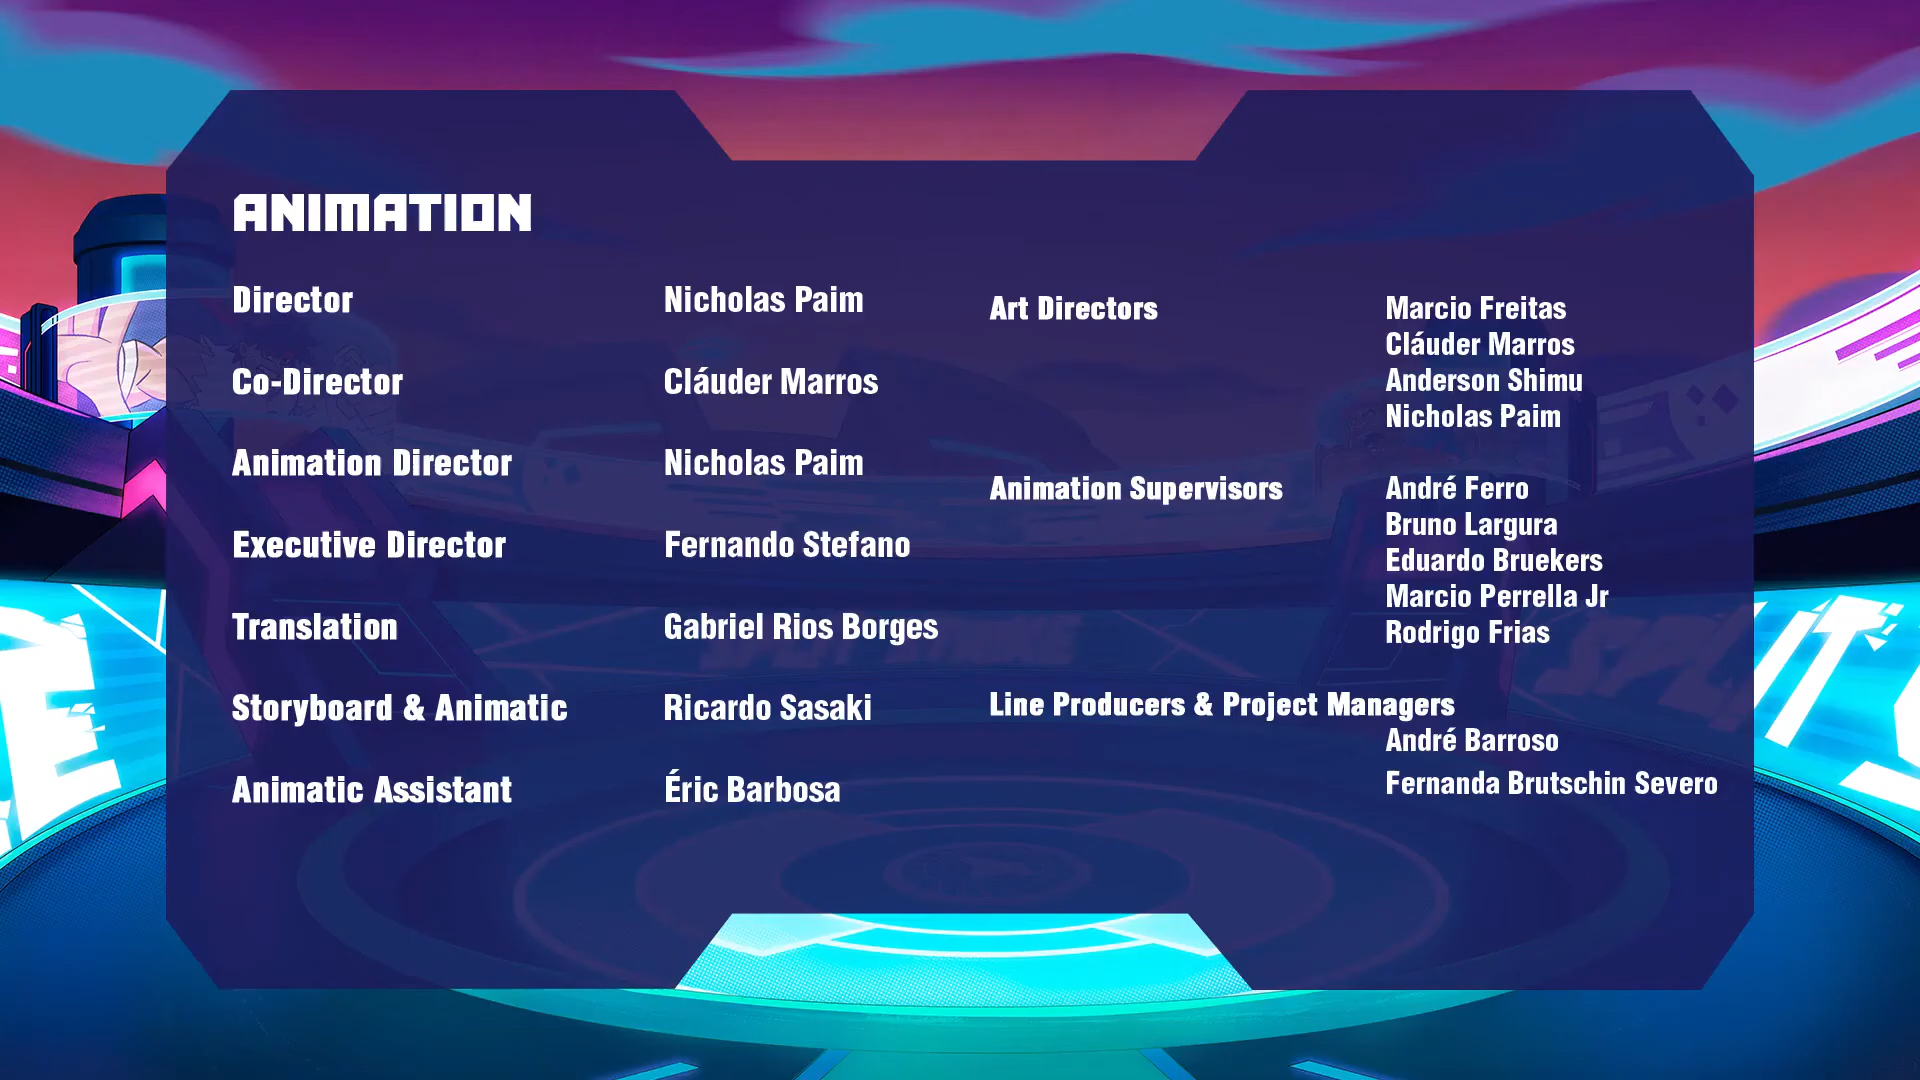 ANIMATION
Director Nicholas Paim
Co-Director Cláuder Marros
Animation Director Nicholas Paim
Executive Director Fernando Stefano
Translation Gabriel Rios Borges
Storyboard & Animatic Ricardo Sasaki
Animatic Assistant Éric Barbosa
Art Directors Marcio Freitas
Cláuder Marros
Anderson Shimu
Nicholas Paim
Animation Supervisors André Ferro
Bruno Largura
Eduardo Bruekers
Marcio Perrella Jr
Rodrigo Frias
Line Producers & Project Managers
André Barroso
Fernanda Brutschin Severo